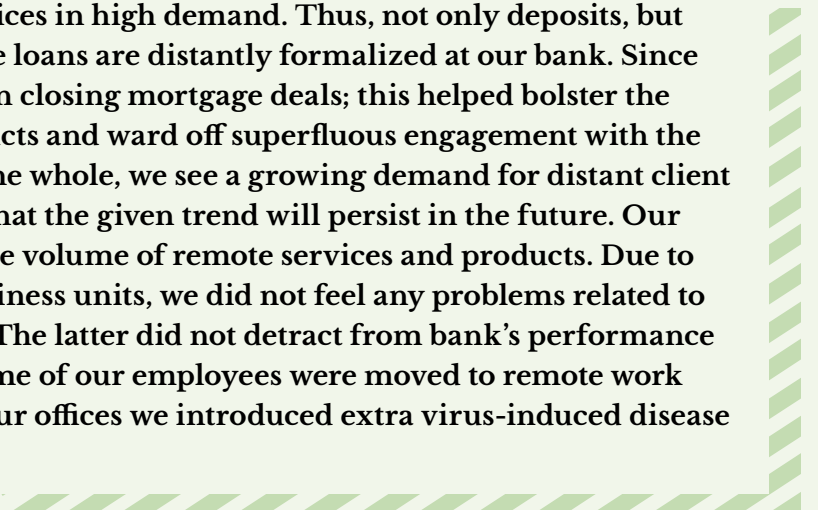 ices in high demand. Thus, not only deposits, but
e loans are distantly formalized at our bank. Since
n closing mortgage deals; this helped bolster the
cts and ward off superfluous engagement with the
he whole, we see a growing demand for distant client
hat the given trend will persist in the future. Our
e volume of remote services and products. Due to
iness units, we did not feel any problems related to
The latter did not detract from bank’s performance
me of our employees were moved to remote work
ur offices we introduced extra virus-induced disease